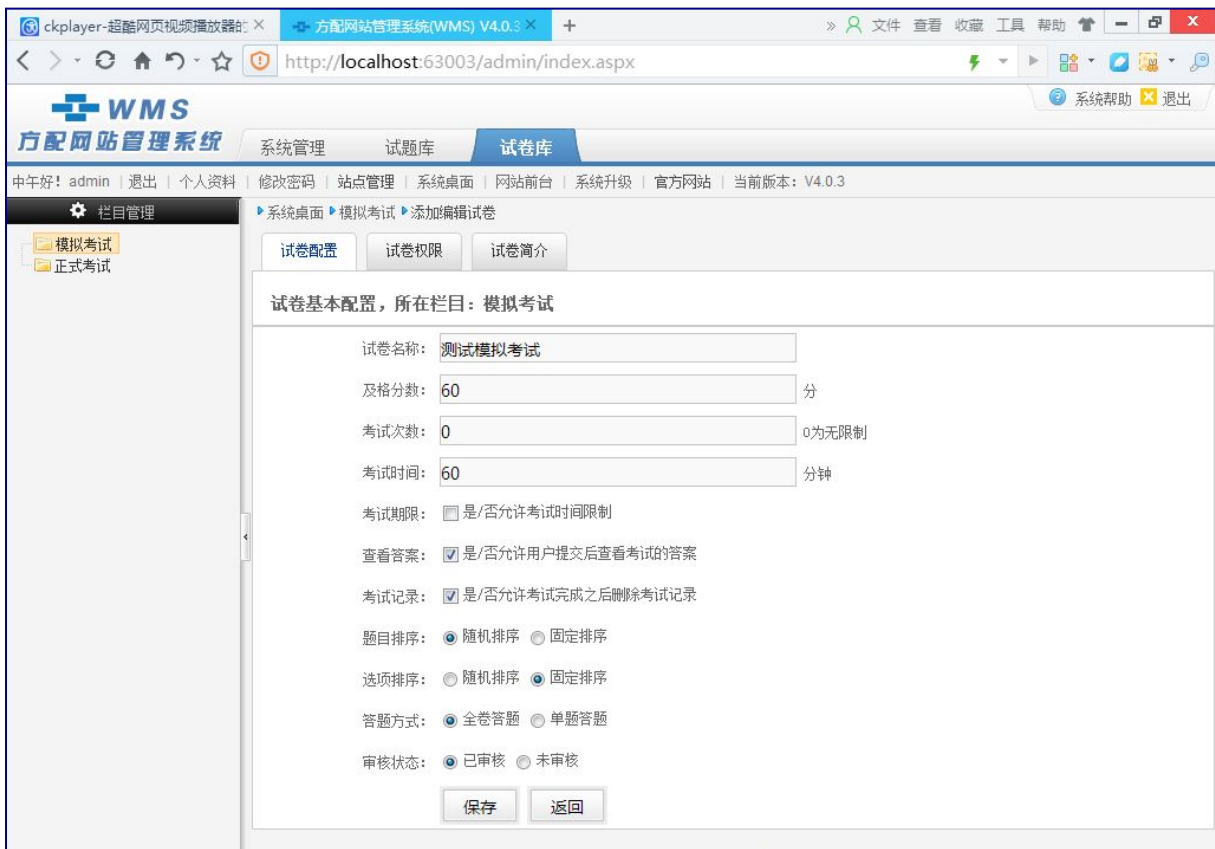 ckplayer-超酷网页视频播放器的 方配网站管理系统(WMS) V4.0.3 文件 查看 收藏 工具 帮助
http://localhost:63003/admin/index.aspx
系统帮助 退出
WMS
方配网站管理系统 系统管理 试题库 试卷库
中午好! admin | 退出 | 个人资料 | 修改密码 | 站点管理 | 系统桌面 | 网站前台 | 系统升级 | 官方网站 | 当前版本: V4.0.3
栏目管理 系统桌面 模拟考试 添加编辑试卷
模拟考试
正式考试
试卷配置 试卷权限 试卷简介
试卷基本配置,所在栏目:模拟考试
试卷名称: 测试模拟考试
及格分数: 60 分
考试次数: 0 0为无限制
考试时间: 60 分钟
考试期限: 是/否允许考试时间限制
查看答案: 是/否允许用户提交后查看考试的答案
考试记录: 是/否允许考试完成之后删除考试记录
题目排序: 随机排序 固定排序
选项排序: 随机排序 固定排序
答题方式: 全卷答题 单题答题
审核状态: 已审核 未审核
保存 返回